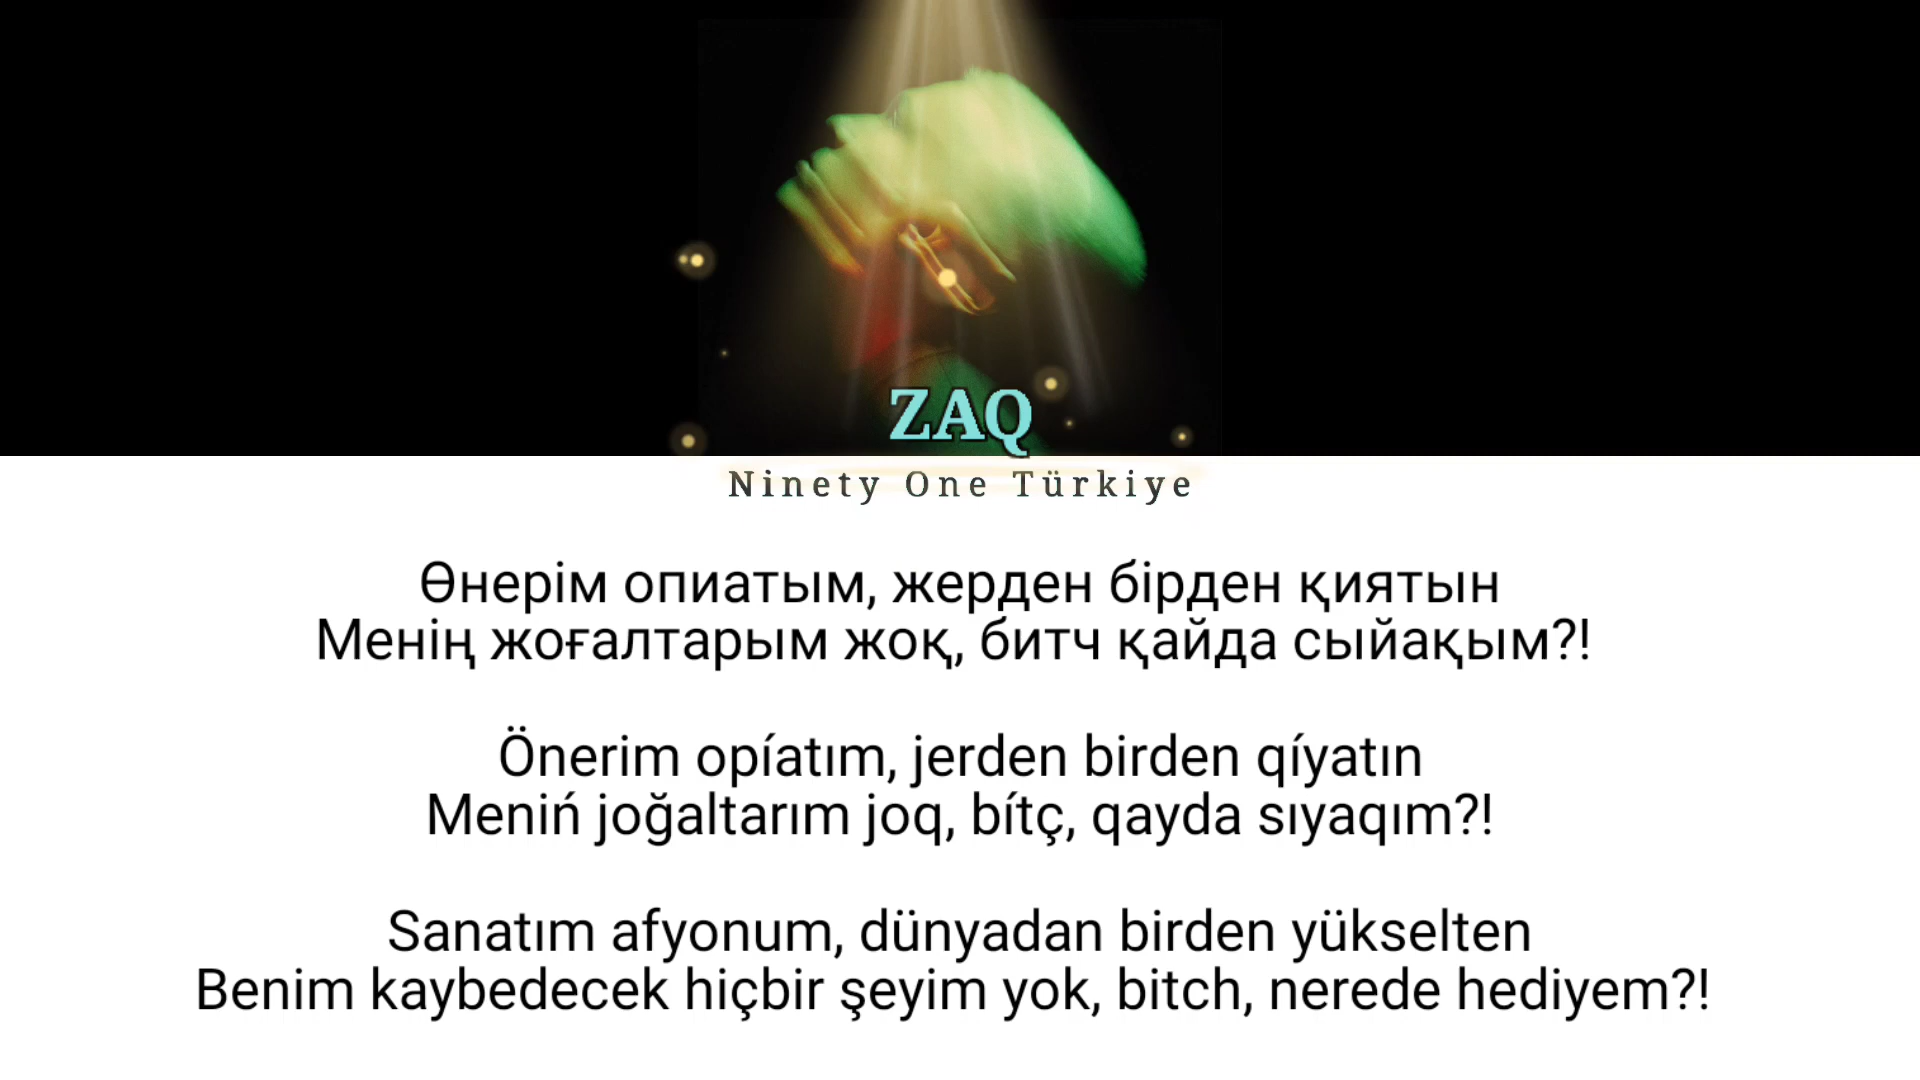 ZAQ
Ninety One Türkiye
Өнерім опиатым, жерден бірден қиятын
Менің жоғалтарым жоқ, битч қайда сыйақым?!
Önerim opíatım, jerden birden qíyatın
Meniń joğaltarım joq, bítç, qayda sıyaqım?!
Sanatım afyonum, dünyadan birden yükselten
Benim kaybedecek hiçbir şeyim yok, bitch, nerede hediyem?!